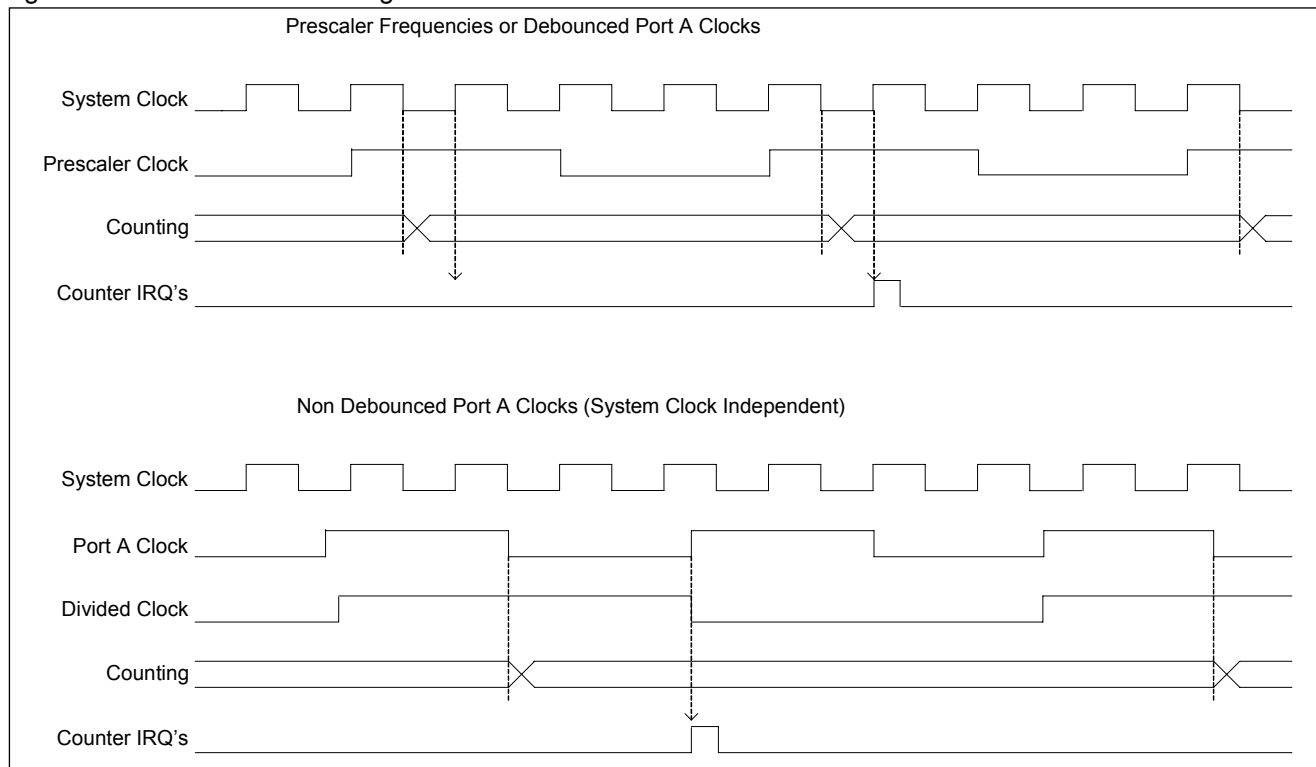 Prescaler Frequencies or Debounced Port A Clocks
System Clock
Prescaler Clock
Counting
Counter IRQ's
Non Debounced Port A Clocks (System Clock Independent)
System Clock
Port A Clock
Divided Clock
Counting
Counter IRQ's